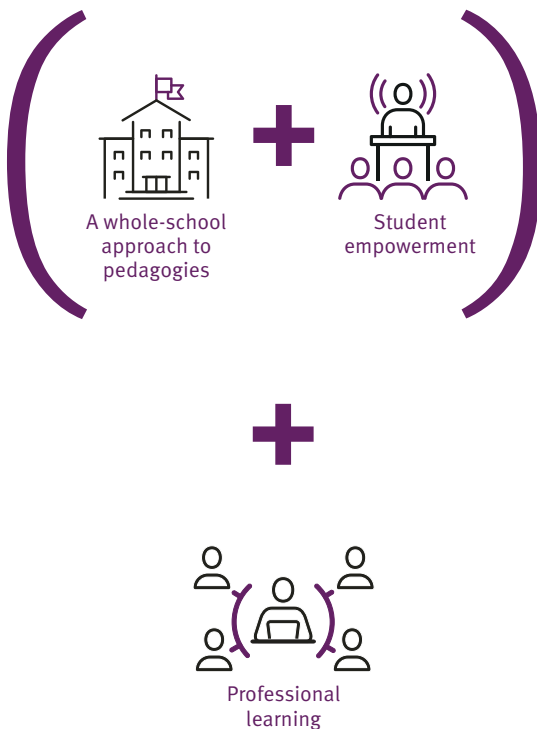 A whole-school
approach to
pedagogies
Student
empowerment
Professional
learning